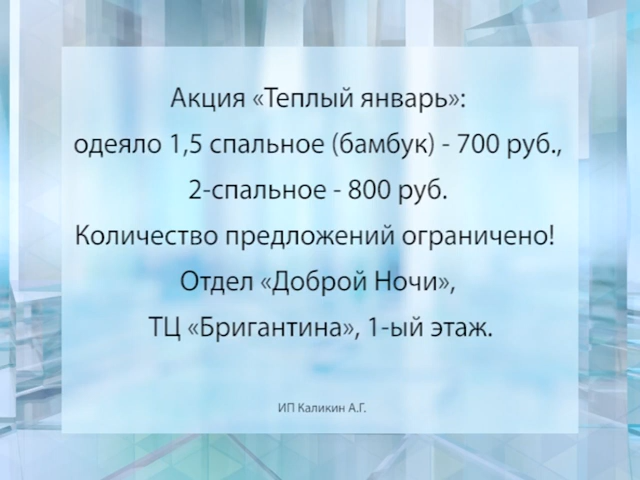 Акция «Теплый январь»:
одеяло 1,5 спальное (бамбук) - 700 руб.,
2-спальное - 800 руб.
Количество предложений ограничено!
Отдел «Доброй Ночи»,
ТЦ «Бригантина», 1-ый этаж.
ИП Каликин А.Г.